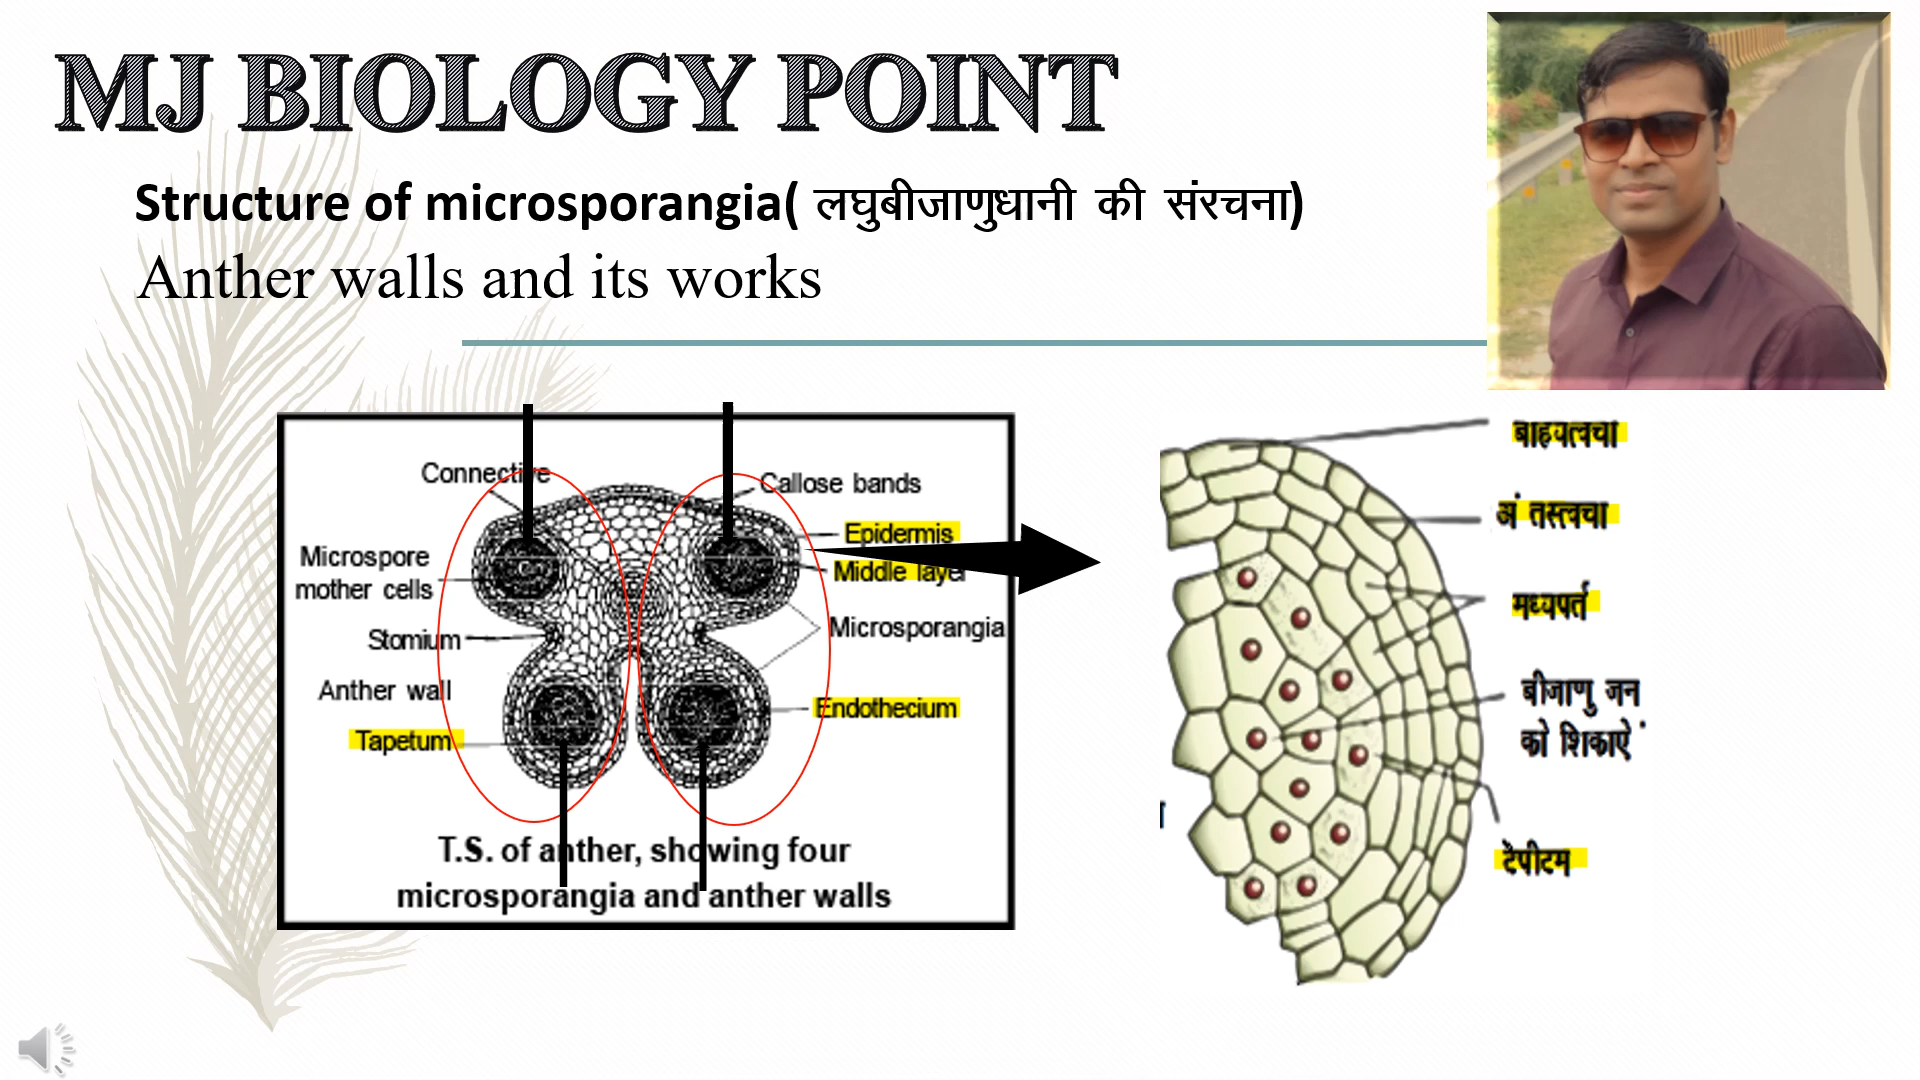 MJ BIOLOGY POINT
Structure of microsporangia( लघुबीजाणुधानी की संरचना)
Anther walls and its works
Connective
Callose bands
Epidermis
Microspore
mother cells
Middle layer
Stomium
Microsporangia
Anther wall
Endothecium
Tapetum
T.S. of anther, showing four
microsporangia and anther walls
बाह्यत्वचा
अंतस्त्वचा
मध्यपर्त
बीजाणु जन
कोशिकाऐं
टेपीटम